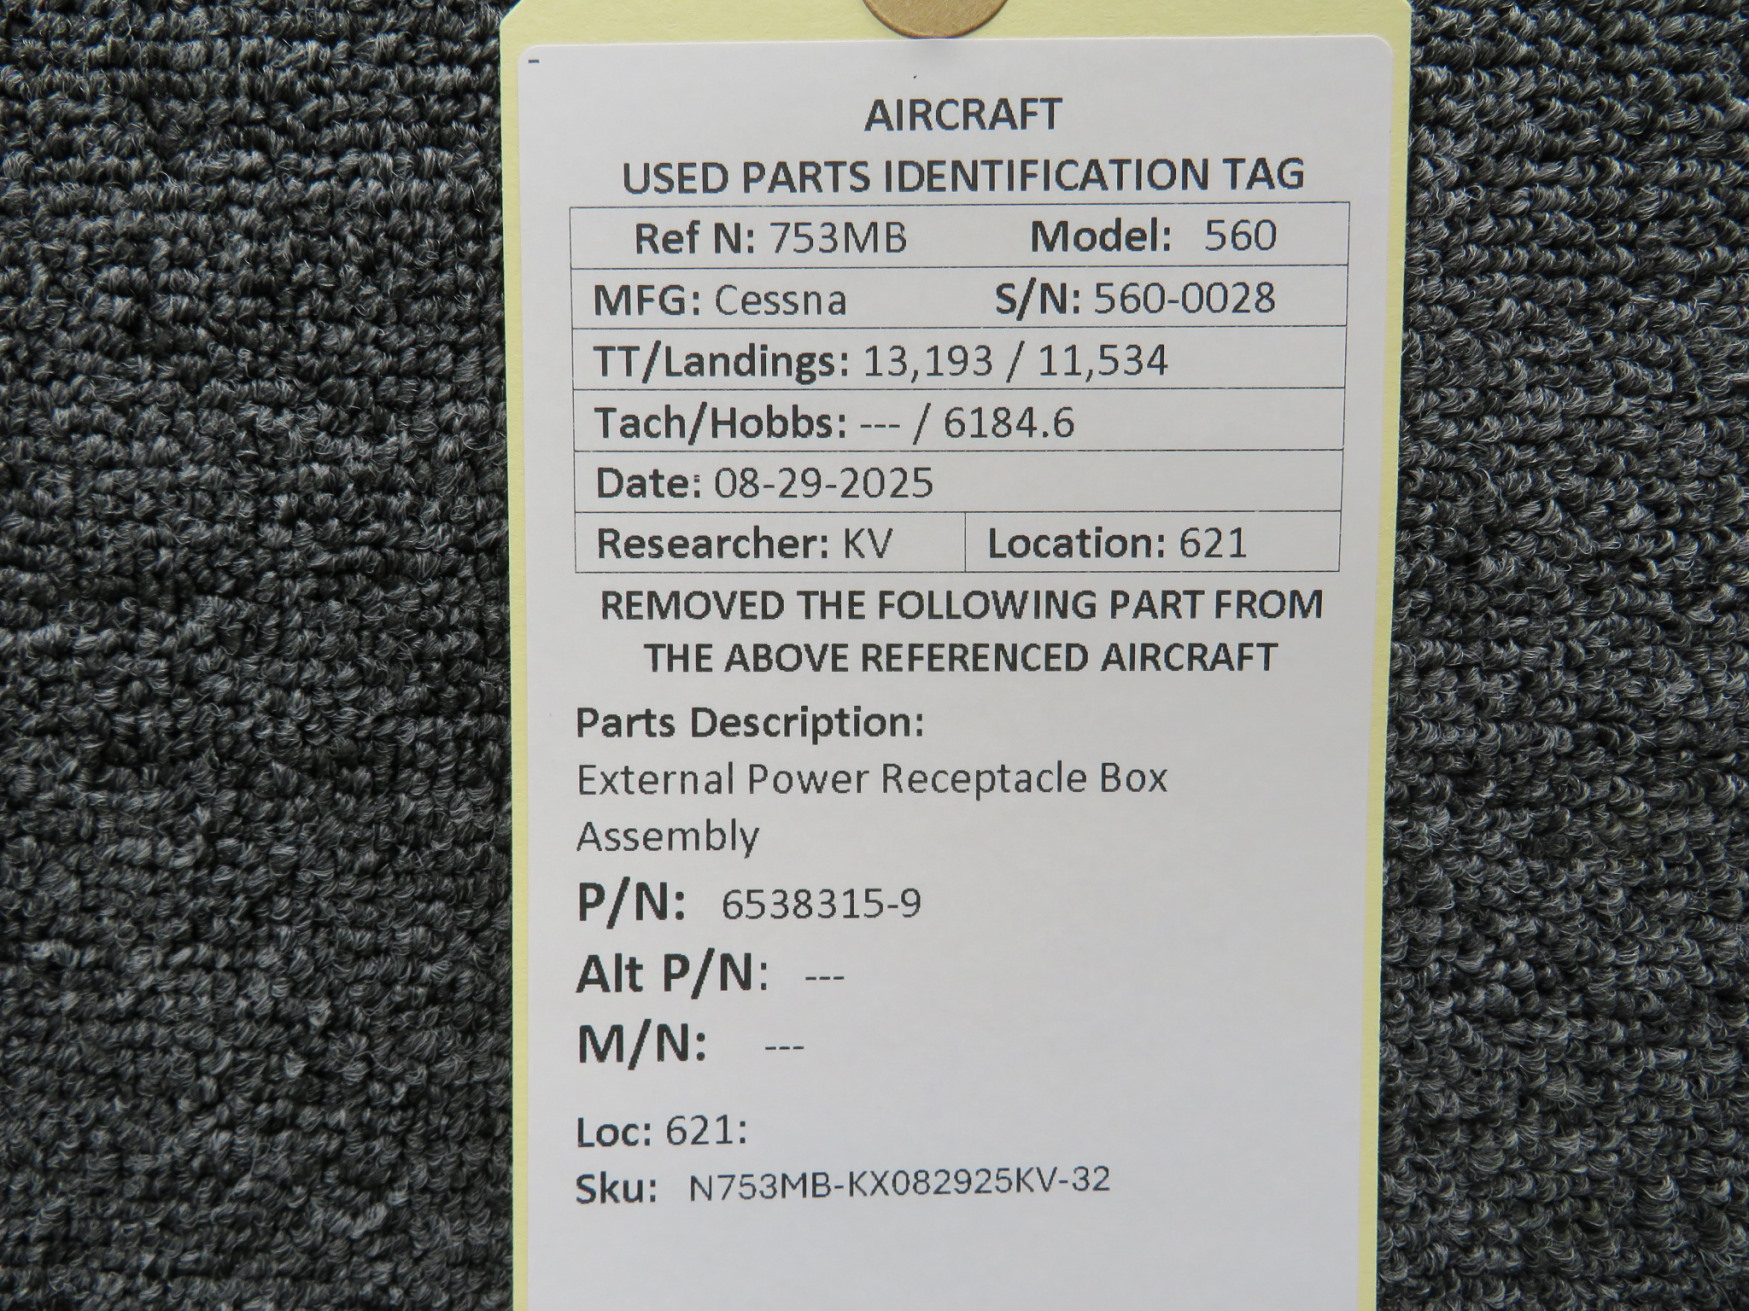 AIRCRAFT
USED PARTS IDENTIFICATION TAG
Ref N: 753MB Model: 560
MFG: Cessna S/N: 560-0028
TT/Landings: 13,193 / 11,534
Tach/Hobbs: --- / 6184.6
Date: 08-29-2025
Researcher: KV Location: 621
REMOVED THE FOLLOWING PART FROM
THE ABOVE REFERENCED AIRCRAFT
Parts Description:
External Power Receptacle Box
Assembly
P/N: 6538315-9
Alt P/N: ---
M/N: ---
Loc: 621:
Sku: N753MB-KX082925KV-32